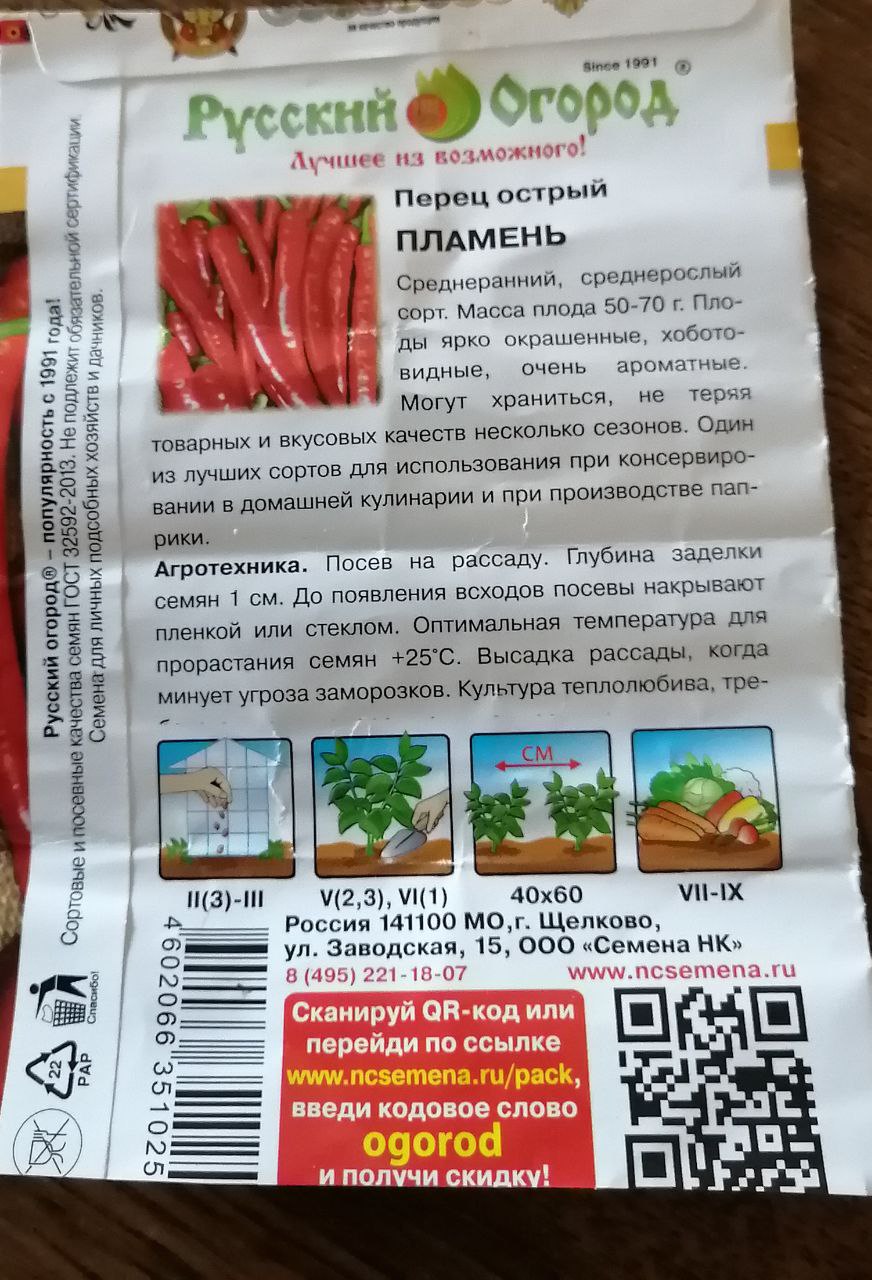 Since 1991 ®
Русский Огород
Лучшее из возможного!
Перец острый
ПЛАМЕНЬ
Среднеранний, среднерослый
сорт. Масса плода 50-70 г. Пло-
ды ярко окрашенные, хобото-
видные, очень ароматные.
Могут храниться, не теряя
товарных и вкусовых качеств несколько сезонов. Один
из лучших сортов для использования при консервиро-
вании в домашней кулинарии и при производстве пап-
рики.
Агротехника. Посев на рассаду. Глубина заделки
семян 1 см. До появления всходов посевы накрывают
пленкой или стеклом. Оптимальная температура для
прорастания семян +25°С. Высадка рассады, когда
минует угроза заморозков. Культура теплолюбива, тре-
СМ
II(3)-III
V(2,3), VI(1)
40x60
VII-IX
Россия 141100 МО,г. Щелково,
ул. Заводская, 15, ООО «Семена НК»
8 (495) 221-18-07 www.ncsemena.ru
Сканируй QR-код или
перейди по ссылке
www.ncsemena.ru/pack,
введи кодовое слово
ogorod
и получи скидку!
4602066351025
Русский огород® – популярность с 1991 года!
Сортовые и посевные качества семян ГОСТ 32592-2013. Не подлежит обязательной сертификации.
Семена для личных подсобных хозяйств и дачников.
Спасибо!
22
PAP